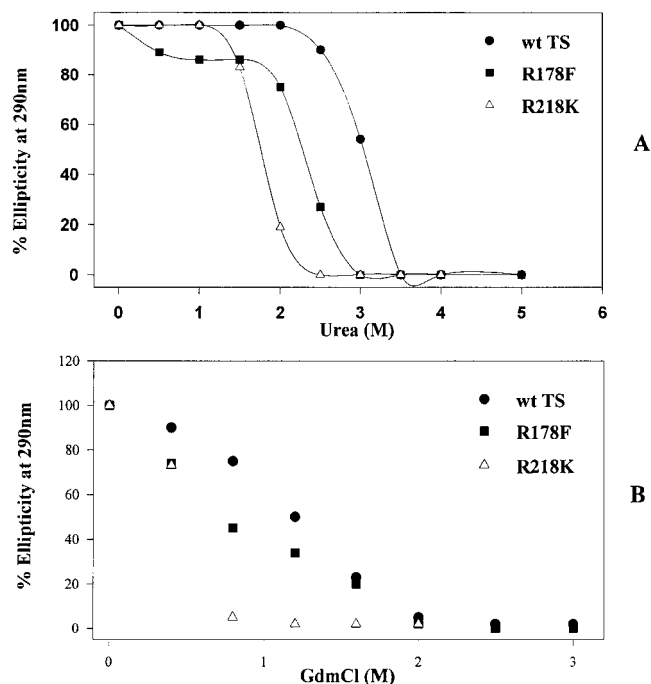 100
80
60
40
20
0
% Ellipticity at 290nm
wt TS
R178F
R218K
A
0 1 2 3 4 5 6
Urea (M)
120
100
80
60
40
20
0
% Ellipticity at 290nm
wt TS
R178F
R218K
B
0 1 2 3
GdmCl (M)